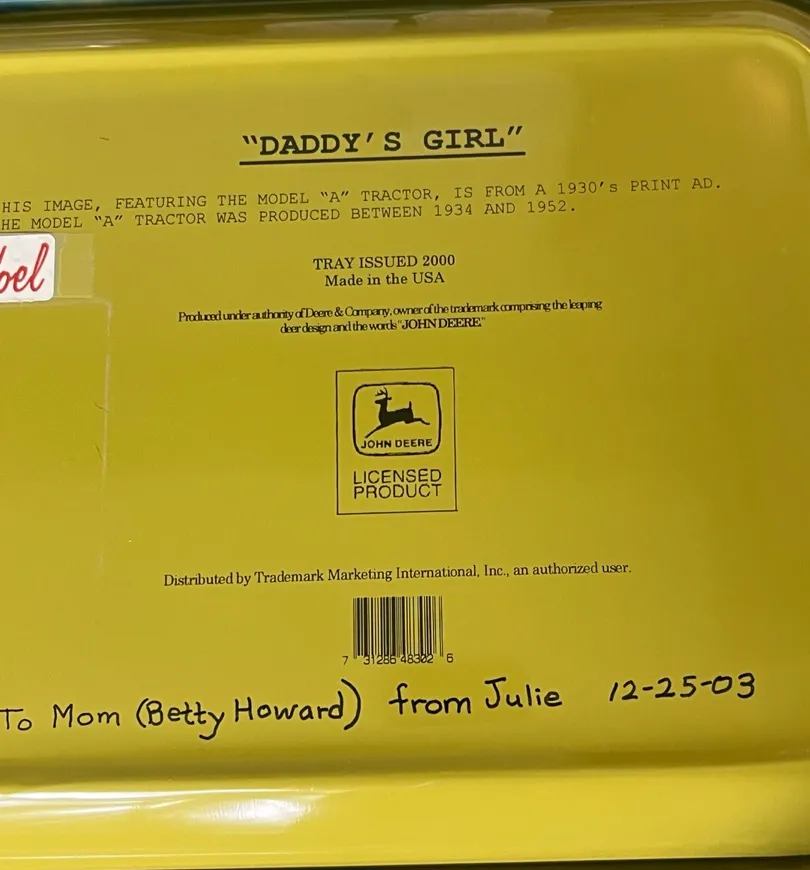 "DADDY'S GIRL"
HIS IMAGE, FEATURING THE MODEL "A" TRACTOR, IS FROM A 1930's PRINT AD.
HE MODEL "A" TRACTOR WAS PRODUCED BETWEEN 1934 AND 1952.
bel
TRAY ISSUED 2000
Made in the USA
Produced under authority of Deere & Company, owner of the trademark comprising the leaping
deer design and the words "JOHN DEERE."
JOHN DEERE
LICENSED
PRODUCT
Distributed by Trademark Marketing International, Inc., an authorized user.
7 31286 48302 6
To Mom (Betty Howard) from Julie 12-25-03